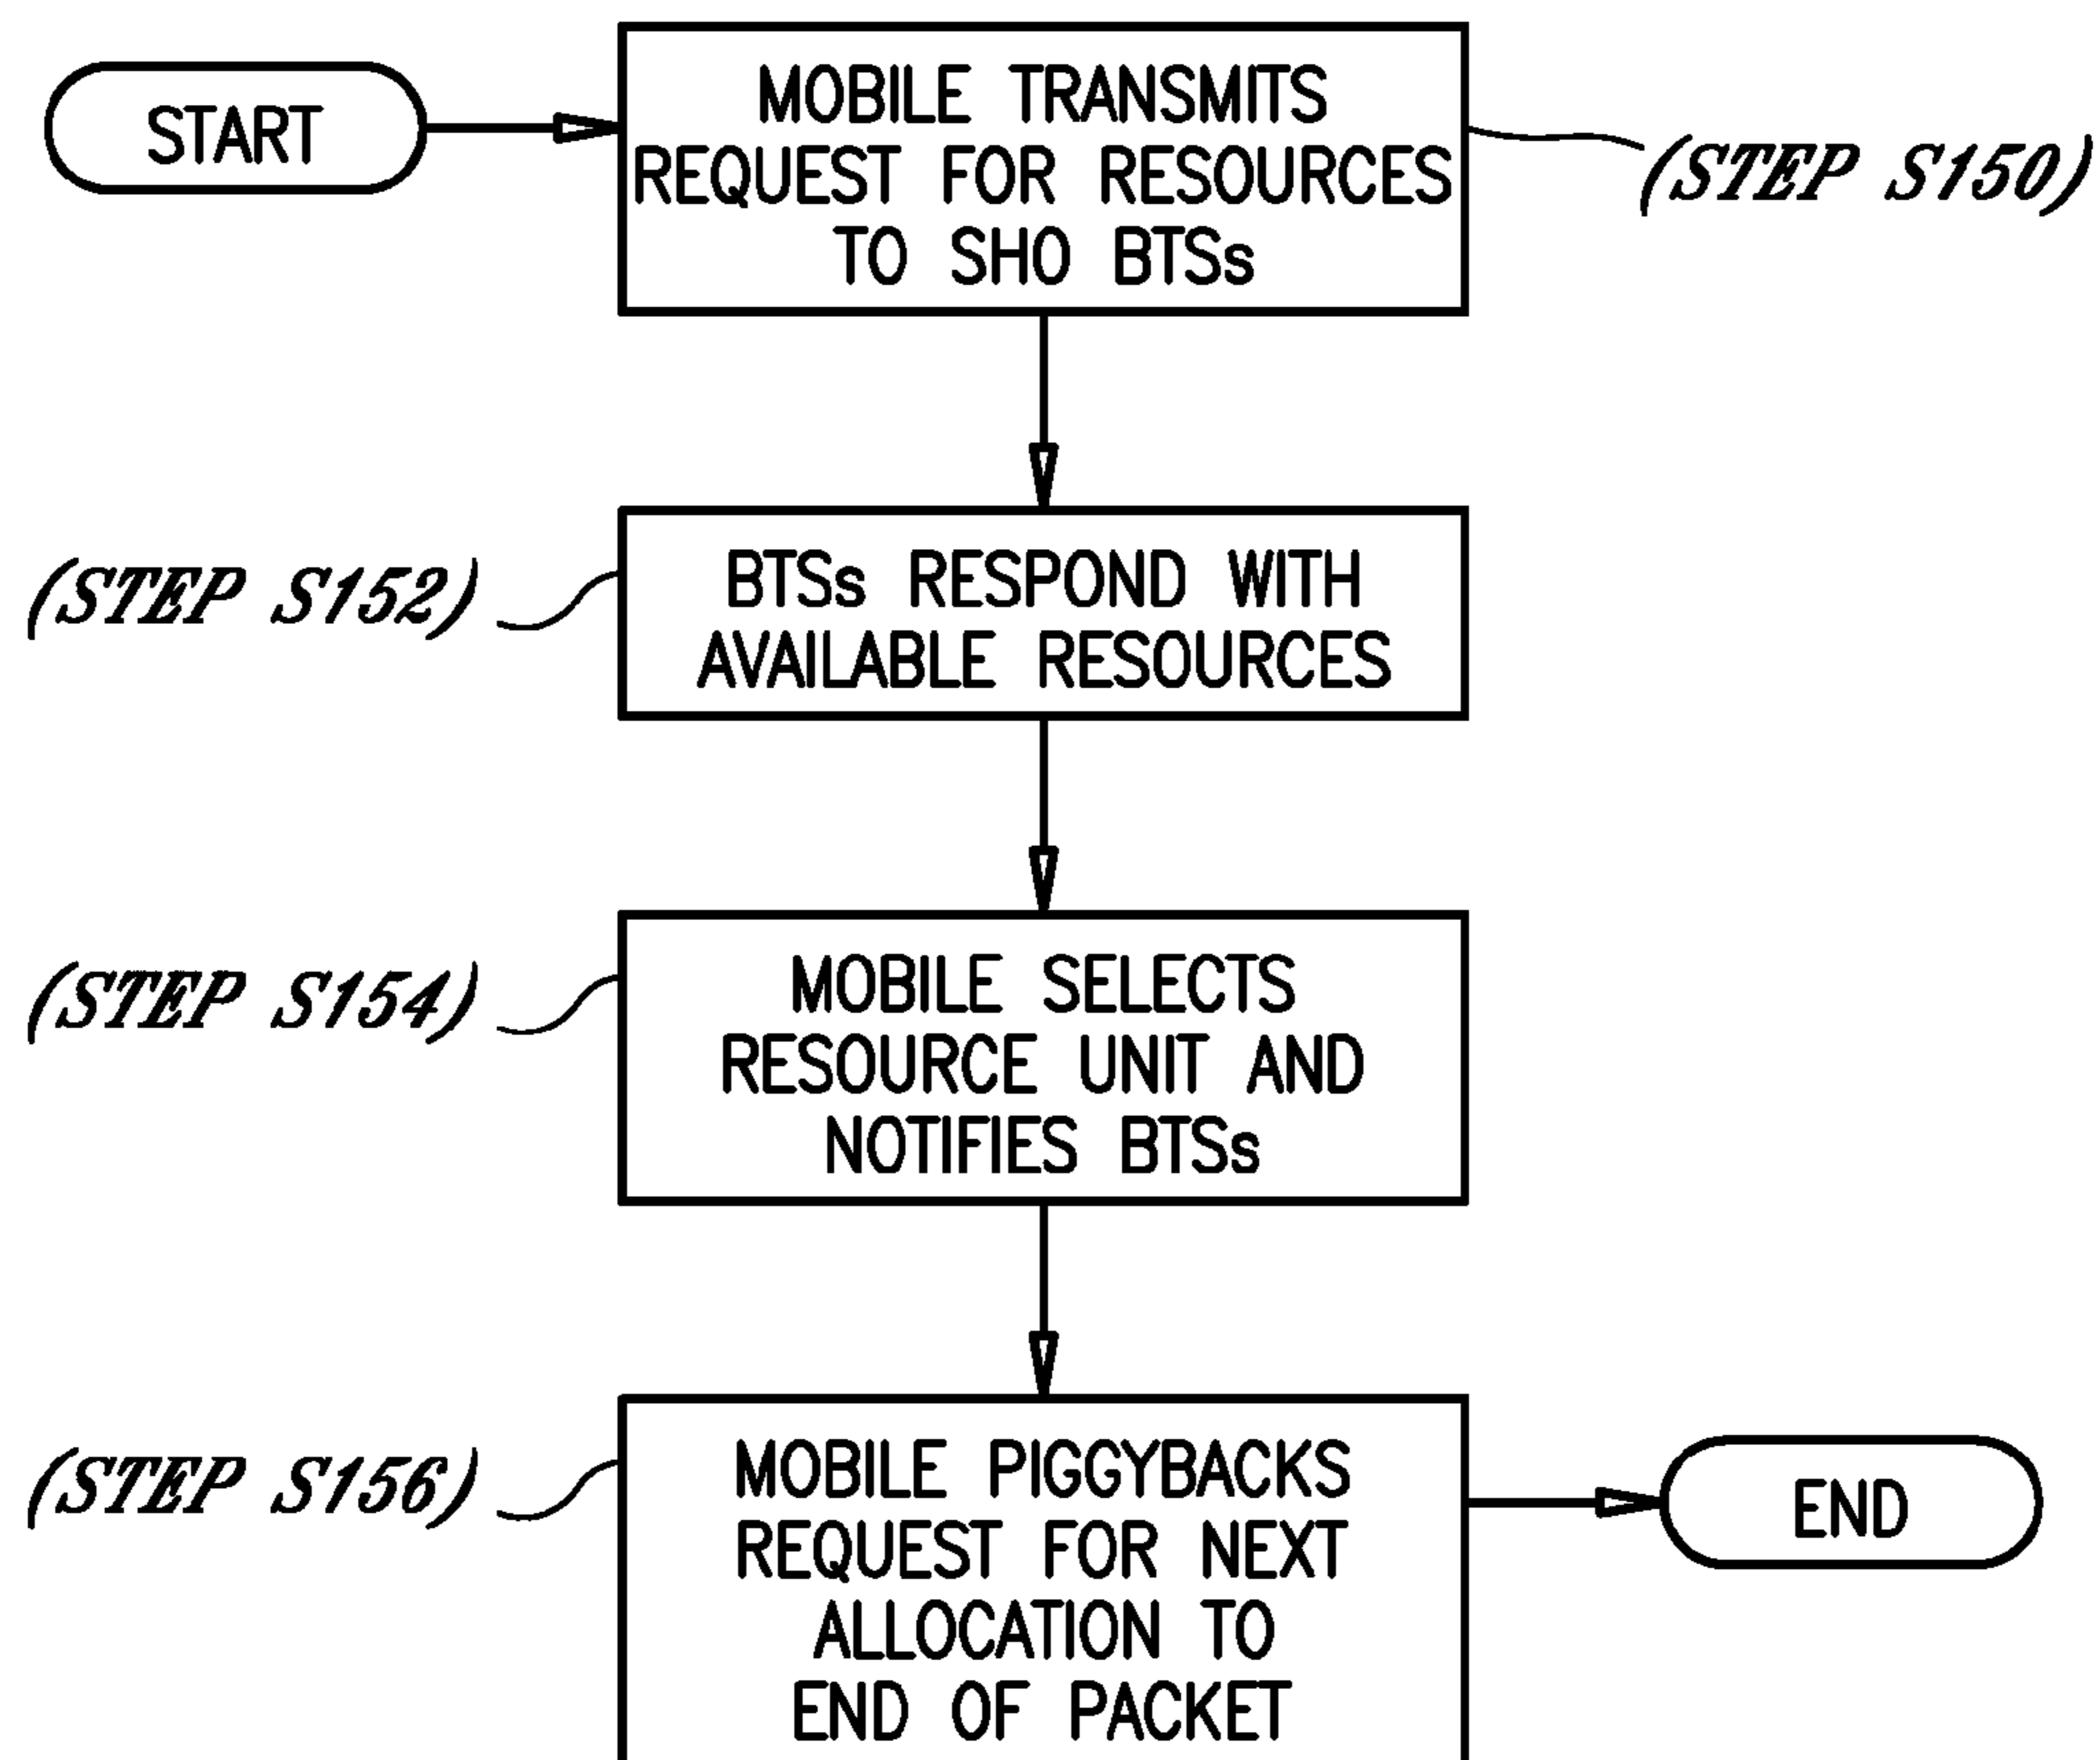 START
MOBILE TRANSMITS
REQUEST FOR RESOURCES
TO SHO BTSs
(STEP S150)
(STEP S152)
BTSs RESPOND WITH
AVAILABLE RESOURCES
(STEP S154)
MOBILE SELECTS
RESOURCE UNIT AND
NOTIFIES BTSs
(STEP S156)
MOBILE PIGGYBACKS
REQUEST FOR NEXT
ALLOCATION TO
END OF PACKET
END